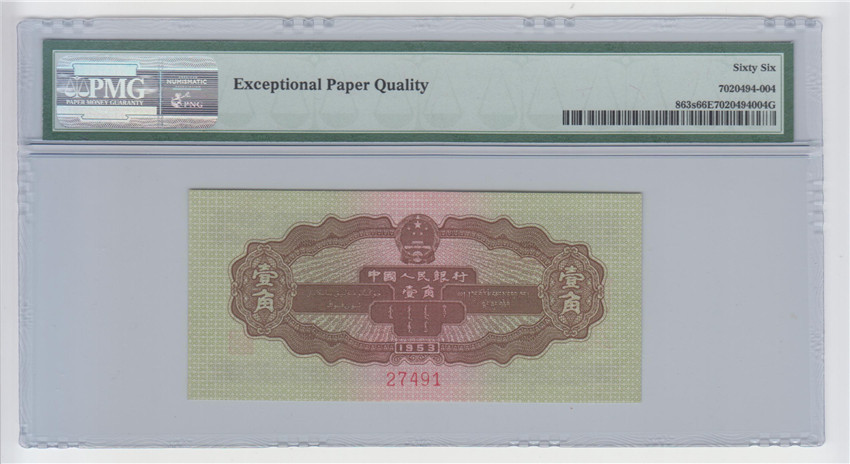 PMG
PAPER MONEY GUARANTY
NUMISMATIC
PNG
Exceptional Paper Quality
Sixty Six
7020494-004
863s66E7020494004G
中國人民銀行
壹角
壹角
壹角
1953
27491